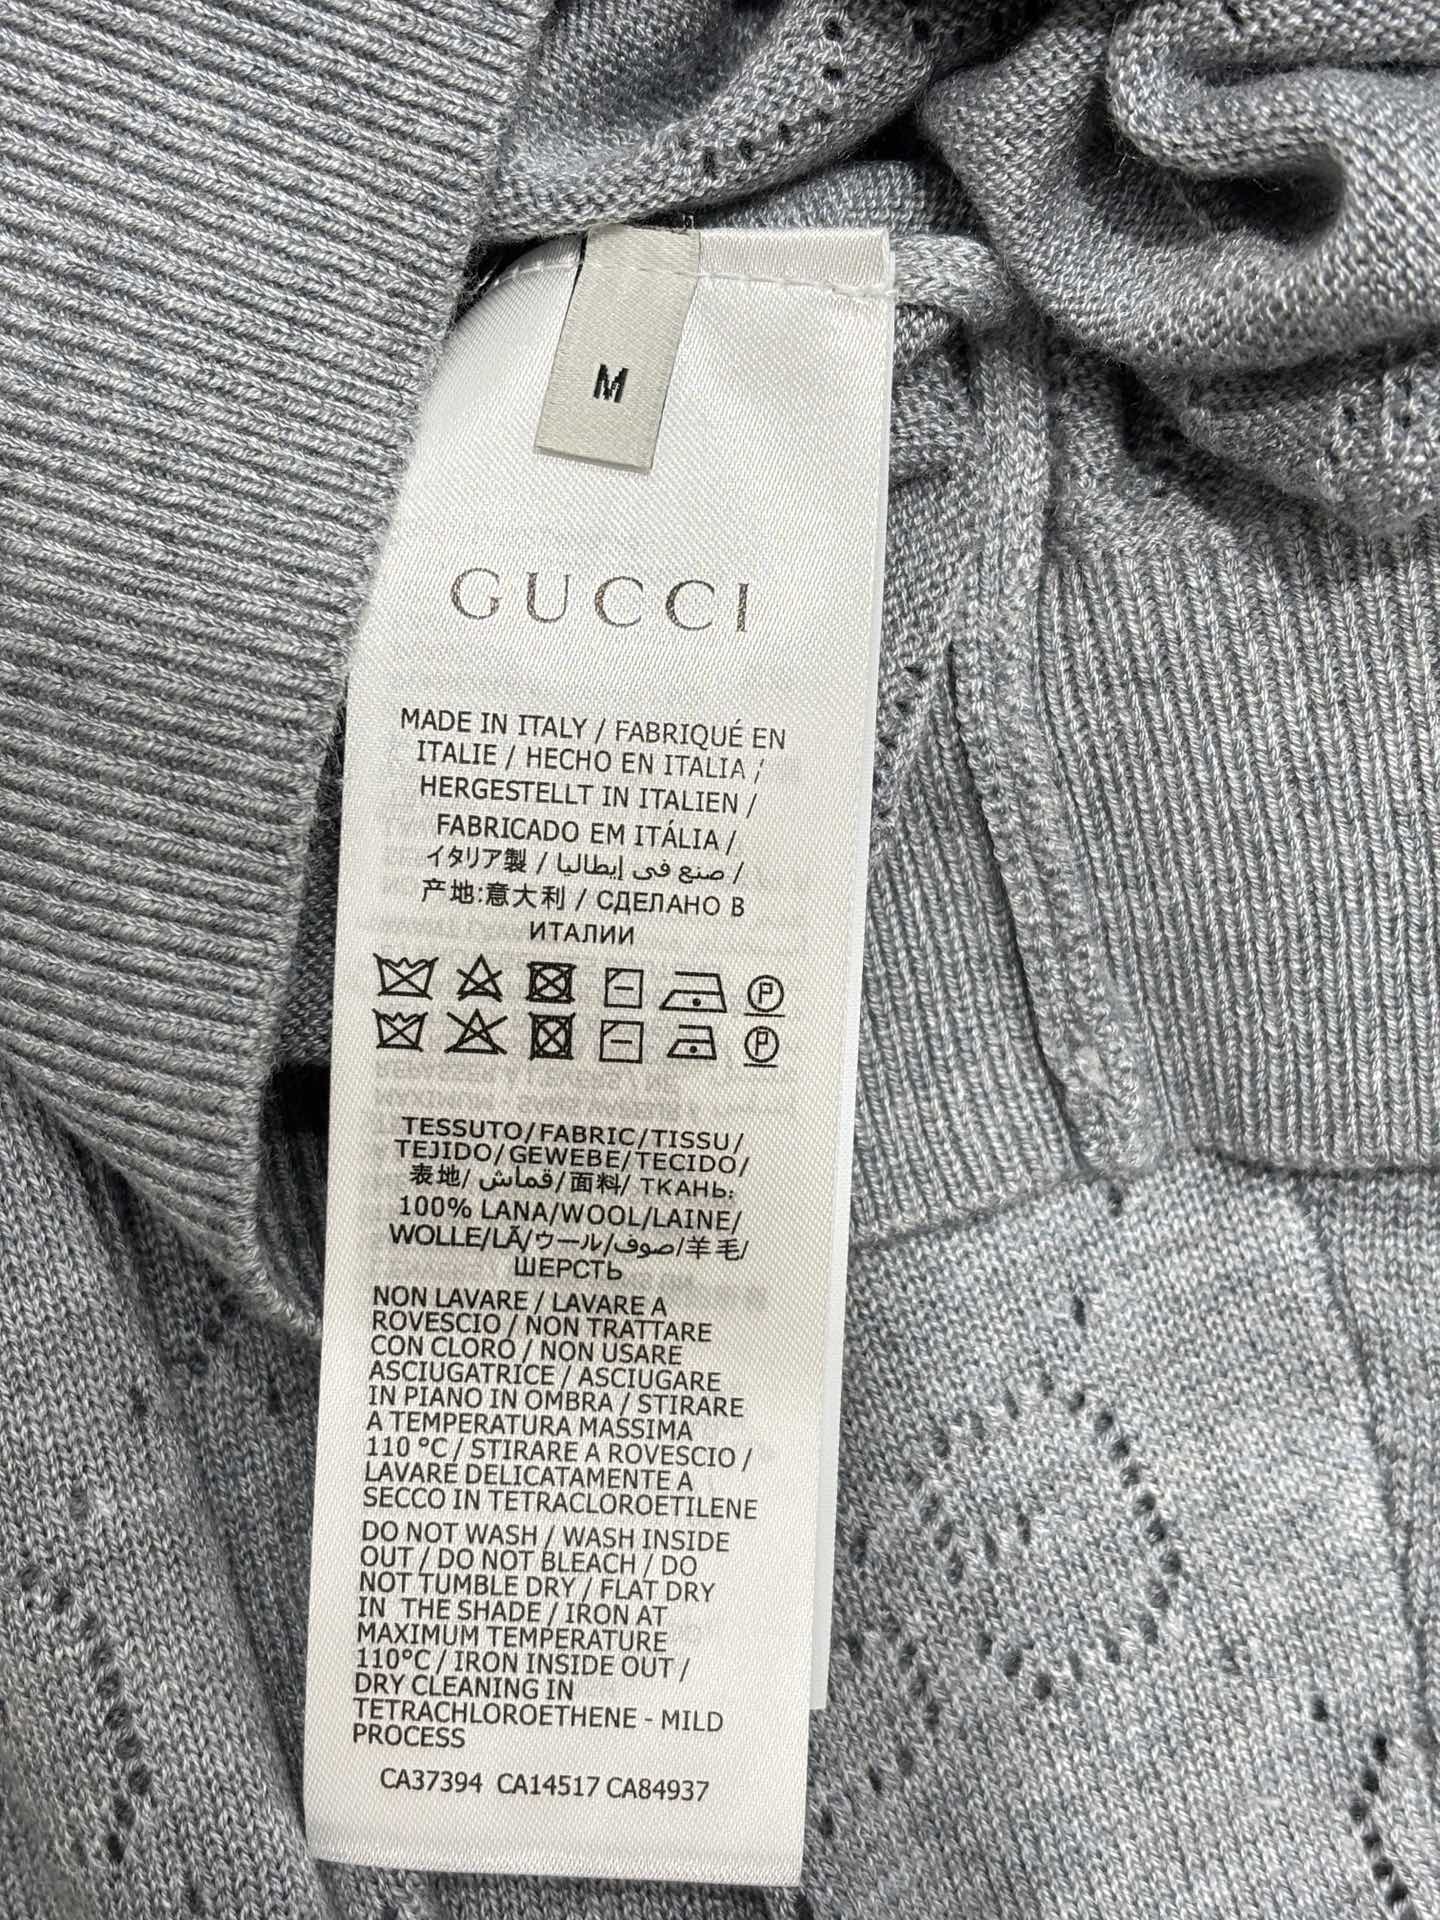 M
GUCCI
MADE IN ITALY / FABRIQUÉ EN
ITALIE / HECHO EN ITALIA /
HERGESTELLT IN ITALIEN /
FABRICADO EM ITÁLIA /
イタリア製 / صنع في إيطاليا /
产地:意大利 / СДЕЛАНО В
ИТАЛИИ
P
P
TESSUTO/FABRIC/TISSU/
TEJIDO/GEWEBE/TECIDO/
表地/ قماش/面料/ ТКАНЬ:
100% LANA/WOOL/LAINE/
WOLLE/LÃ/ウール/صوف/羊毛/
ШЕРСТЬ
NON LAVARE / LAVARE A
ROVESCIO / NON TRATTARE
CON CLORO / NON USARE
ASCIUGATRICE / ASCIUGARE
IN PIANO IN OMBRA / STIRARE
A TEMPERATURA MASSIMA
110 °C / STIRARE A ROVESCIO /
LAVARE DELICATAMENTE A
SECCO IN TETRACLOROETILENE
DO NOT WASH / WASH INSIDE
OUT / DO NOT BLEACH / DO
NOT TUMBLE DRY / FLAT DRY
IN THE SHADE / IRON AT
MAXIMUM TEMPERATURE
110°C / IRON INSIDE OUT /
DRY CLEANING IN
TETRACHLOROETHENE - MILD
PROCESS
CA37394 CA14517 CA84937